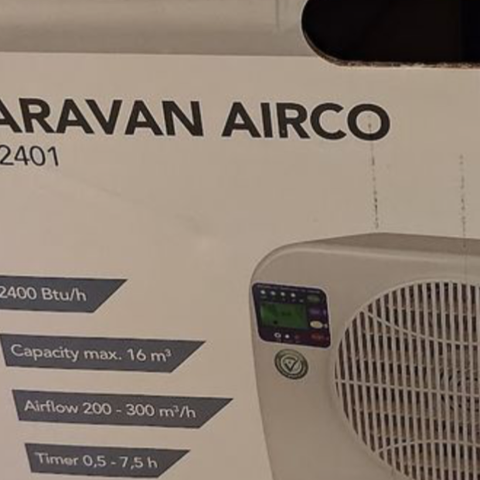 ARAVAN AIRCO
2401
2400 Btu/h
Capacity max. 16 m³
Airflow 200 - 300 m³/h
Timer 0,5 - 7,5 h